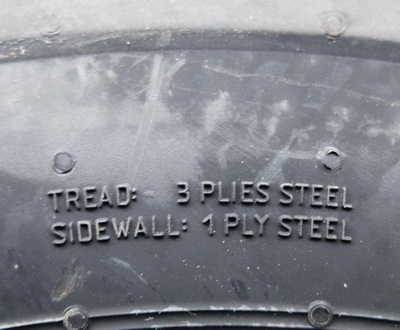 TREAD: 3 PLIES STEEL
SIDEWALL: 1 PLY STEEL